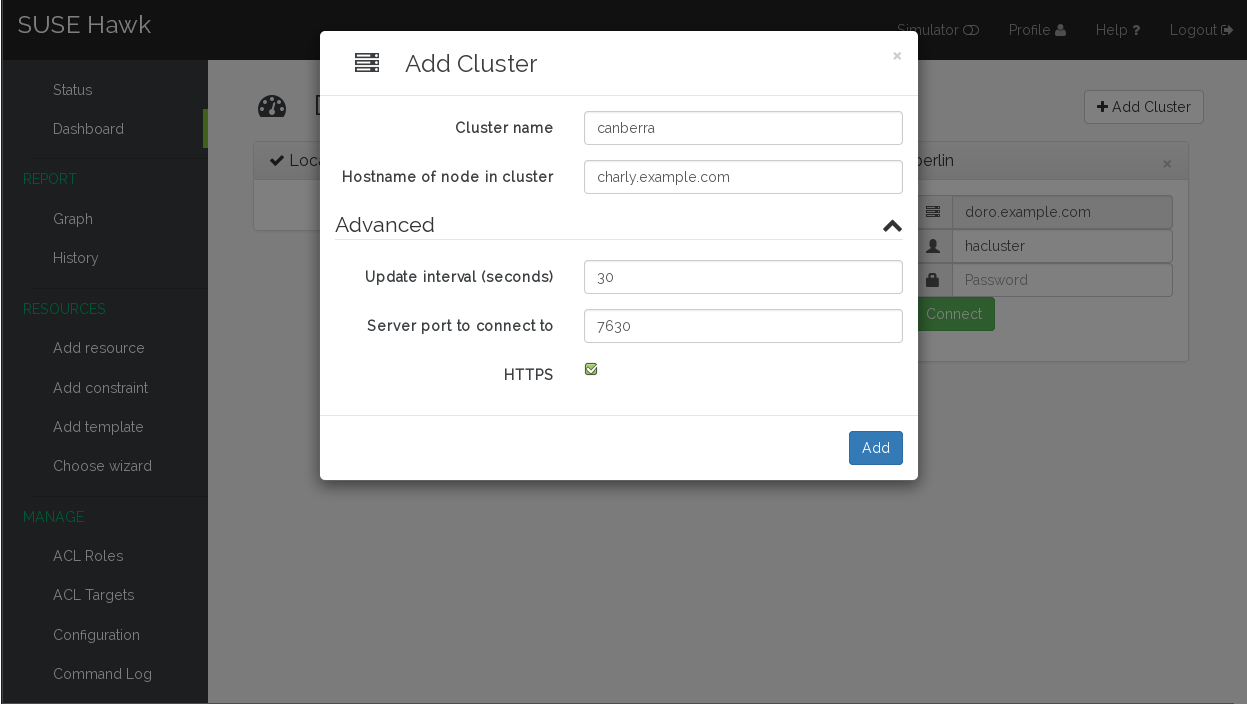 SUSE Hawk
Simulator
Profile
Help ?
Logout
Status
Dashboard
REPORT
Graph
History
RESOURCES
Add resource
Add constraint
Add template
Choose wizard
MANAGE
ACL Roles
ACL Targets
Configuration
Command Log
Add Cluster
×
Cluster name
canberra
Hostname of node in cluster
charly.example.com
Advanced
Update interval (seconds)
30
Server port to connect to
7630
HTTPS
Add
+ Add Cluster
berlin
×
doro.example.com
hacluster
Password
Connect